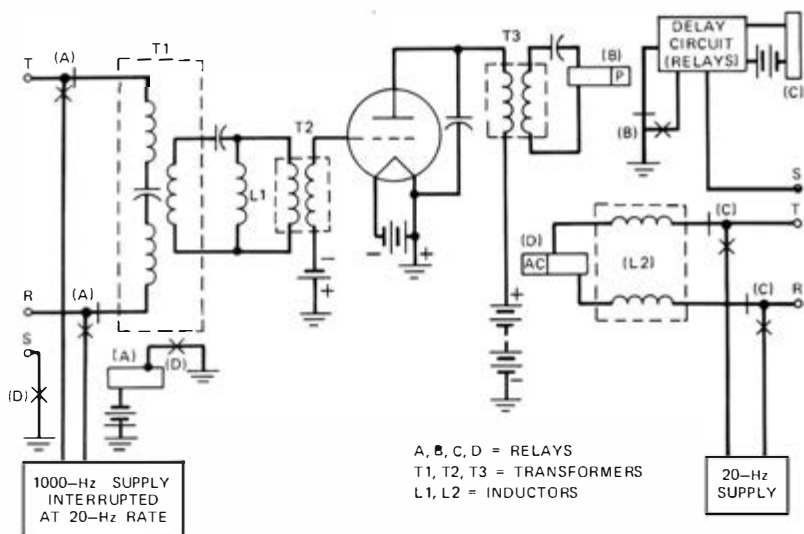 T
(A)
T1
T2
L1
T3
(B)
P
DELAY
CIRCUIT
(RELAYS)
(C)
(B)
S
T
(C)
(D)
AC
(L2)
(C)
R
R
(A)
S
(D)
(A)
(D)
- +
-
+
+
-
1000-Hz SUPPLY
INTERRUPTED
AT 20-Hz RATE
A, B, C, D = RELAYS
T1, T2, T3 = TRANSFORMERS
L1, L2 = INDUCTORS
20-Hz
SUPPLY